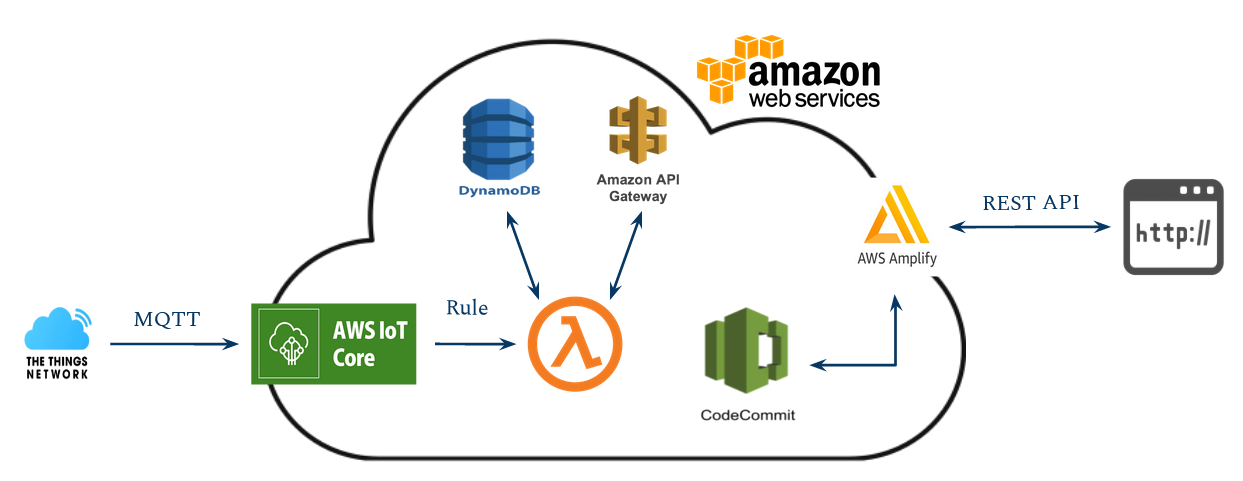 amazon
web services
DynamoDB
Amazon API
Gateway
REST API
http://
AWS Amplify
MQTT
Rule
AWS IoT
Core
THE THINGS
NETWORK
λ
CodeCommit